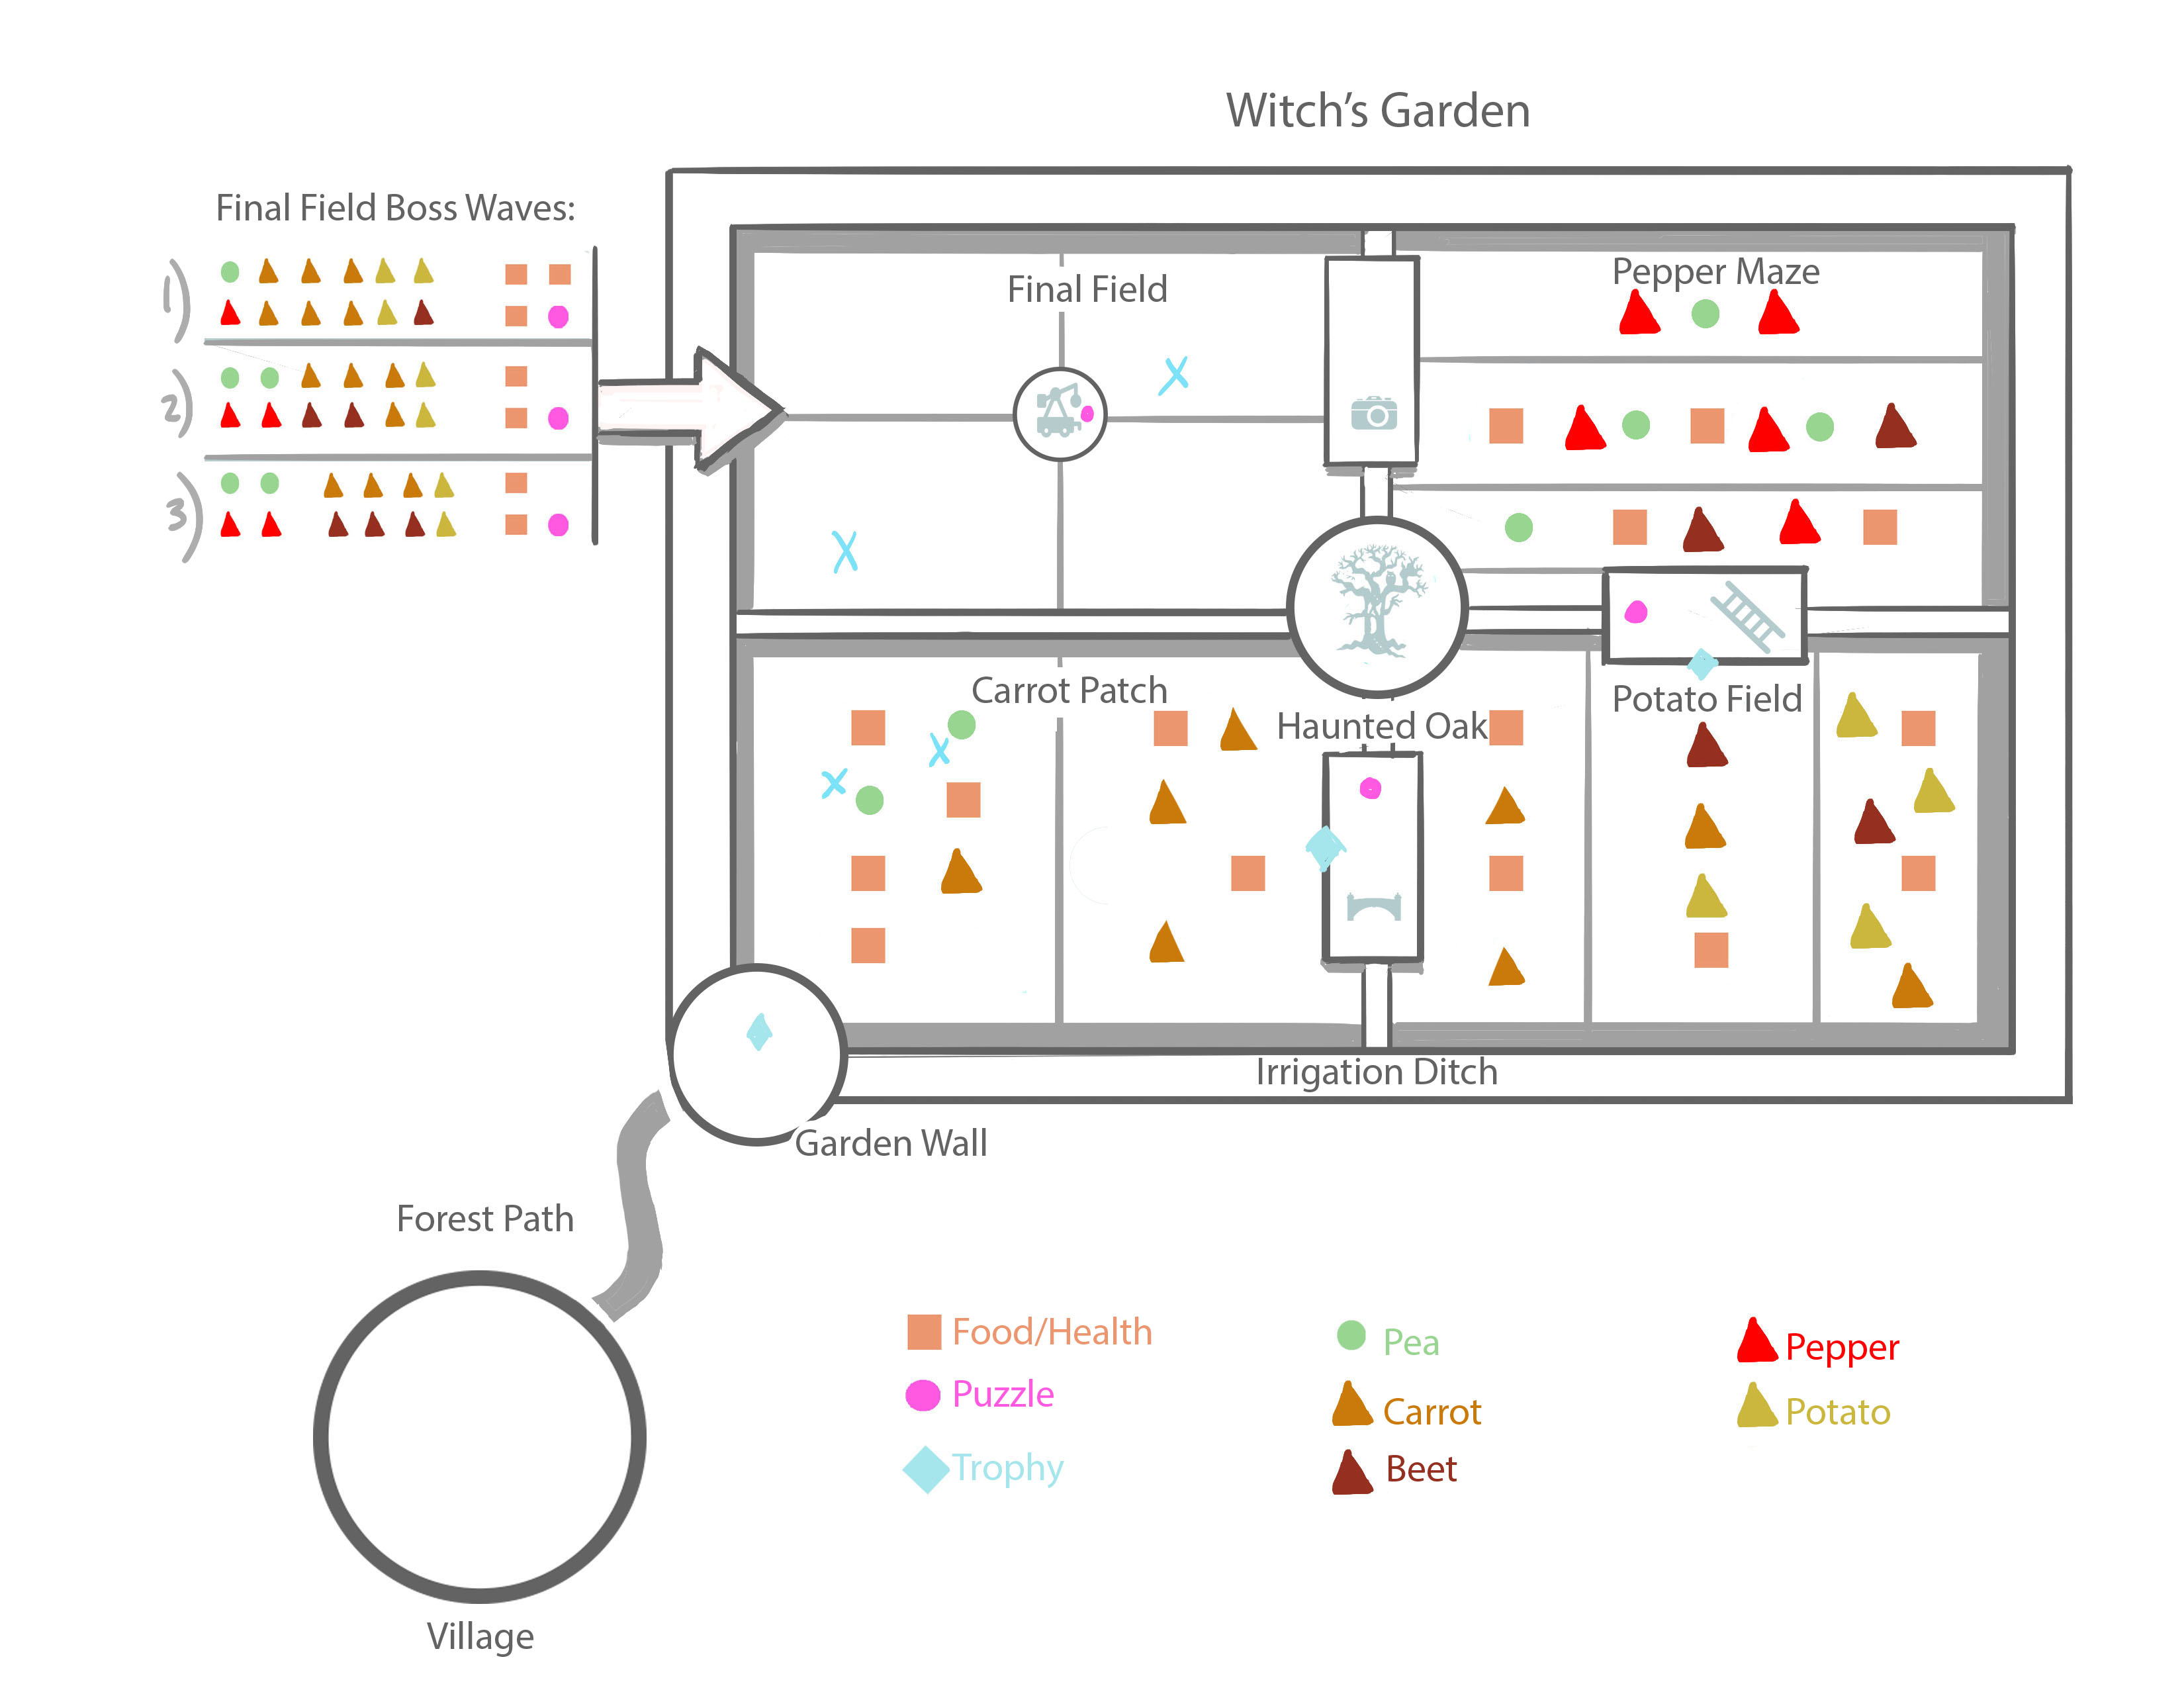 Witch's Garden
Final Field Boss Waves:
1)
2)
3)
Final Field
Pepper Maze
Carrot Patch
Haunted Oak
Potato Field
Irrigation Ditch
Garden Wall
Forest Path
Village
Food/Health
Puzzle
Trophy
Pea
Carrot
Beet
Pepper
Potato